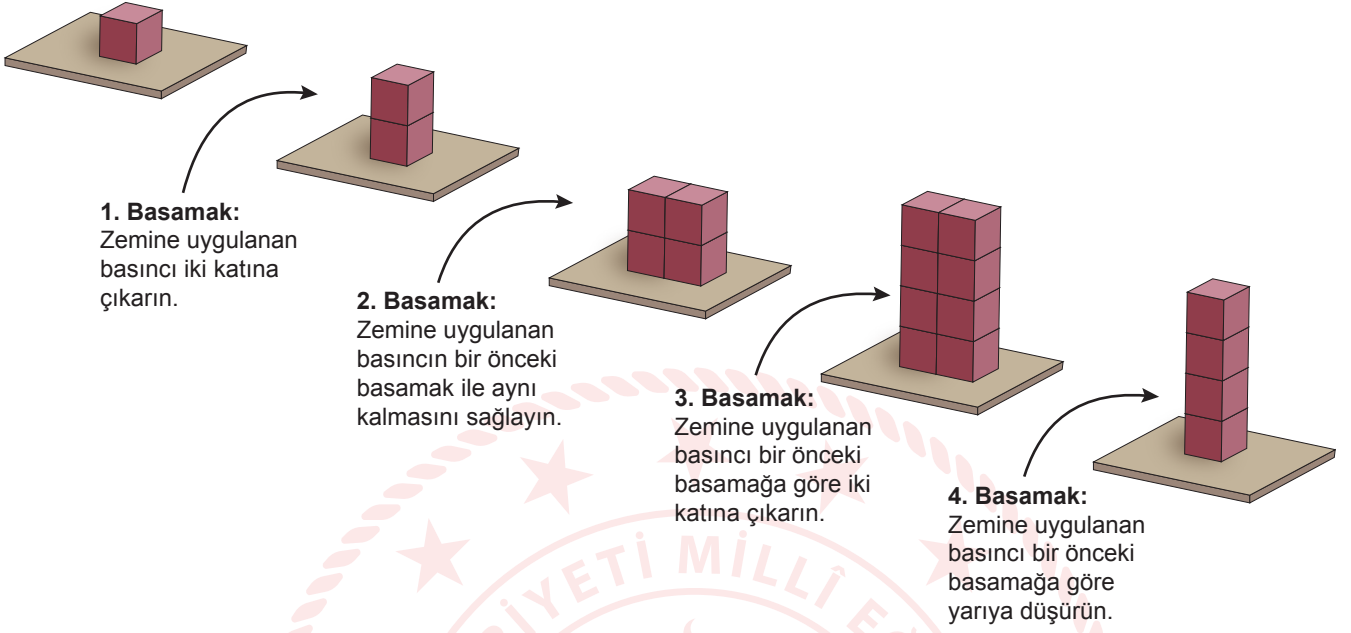 1. Basamak:
Zemine uygulanan
basıncı iki katına
çıkarın.
2. Basamak:
Zemine uygulanan
basıncın bir önceki
basamak ile aynı
kalmasını sağlayın.
3. Basamak:
Zemine uygulanan
basıncı bir önceki
basamağa göre iki
katına çıkarın.
4. Basamak:
Zemine uygulanan
basıncı bir önceki
basamağa göre
yarıya düşürün.
MİLLÎ